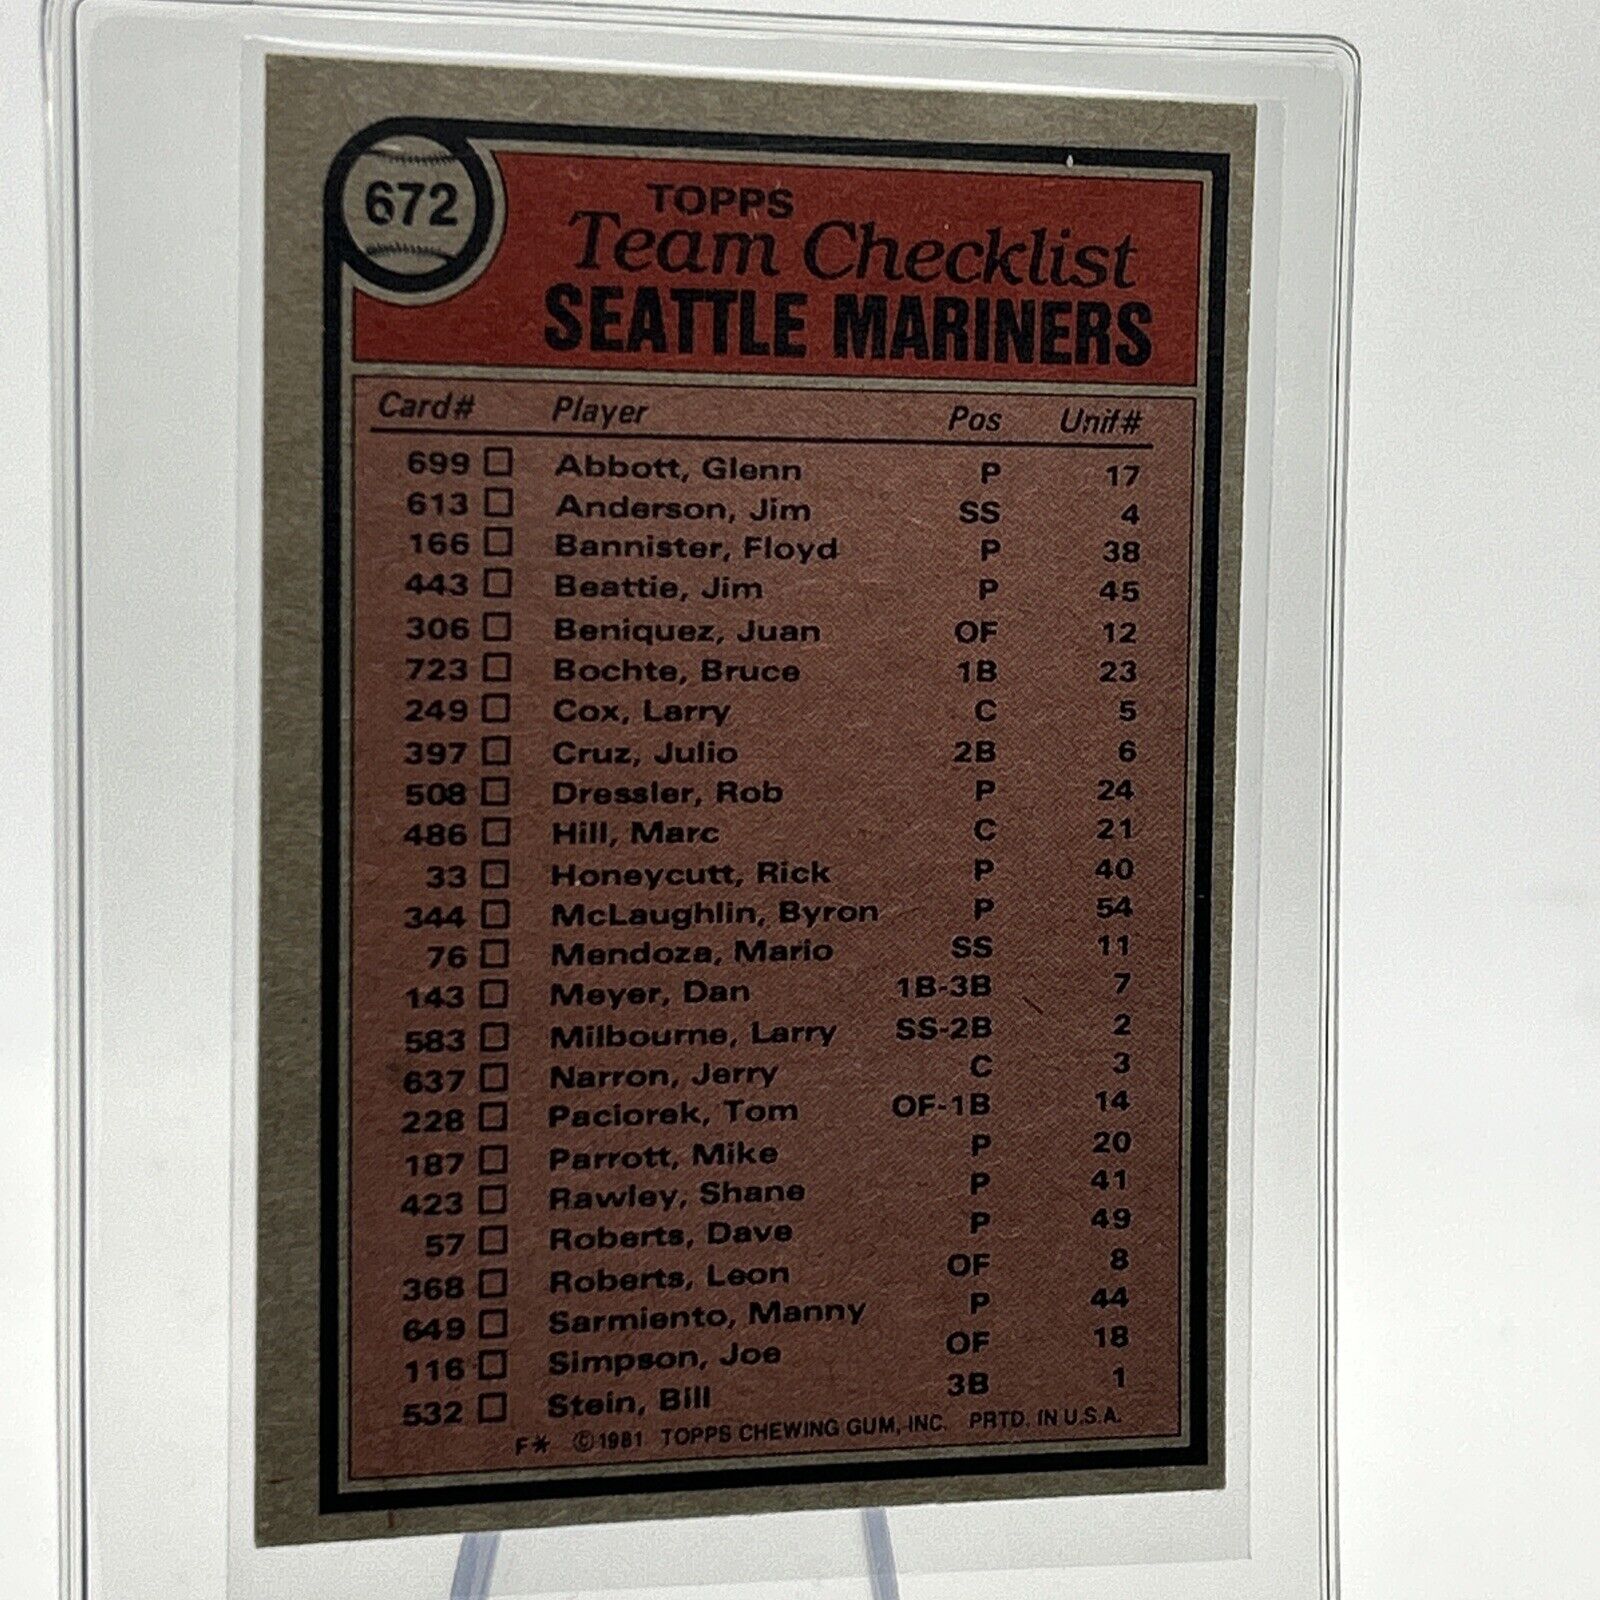 672
TOPPS
Team Checklist
SEATTLE MARINERS
Card# Player Pos Unif#
699 Abbott, Glenn P 17
613 Anderson, Jim SS 4
166 Bannister, Floyd P 38
443 Beattie, Jim P 45
306 Beniquez, Juan OF 12
723 Bochte, Bruce 1B 23
249 Cox, Larry C 5
397 Cruz, Julio 2B 6
508 Dressler, Rob P 24
486 Hill, Marc C 21
33 Honeycutt, Rick P 40
344 McLaughlin, Byron P 54
76 Mendoza, Mario SS 11
143 Meyer, Dan 1B-3B 7
583 Milbourne, Larry SS-2B 2
637 Narron, Jerry C 3
228 Paciorek, Tom OF-1B 14
187 Parrott, Mike P 20
423 Rawley, Shane P 41
57 Roberts, Dave P 49
368 Roberts, Leon OF 8
649 Sarmiento, Manny P 44
116 Simpson, Joe OF 18
532 Stein, Bill 3B 1
F* ©1981 TOPPS CHEWING GUM, INC. PRTD. IN U.S.A.